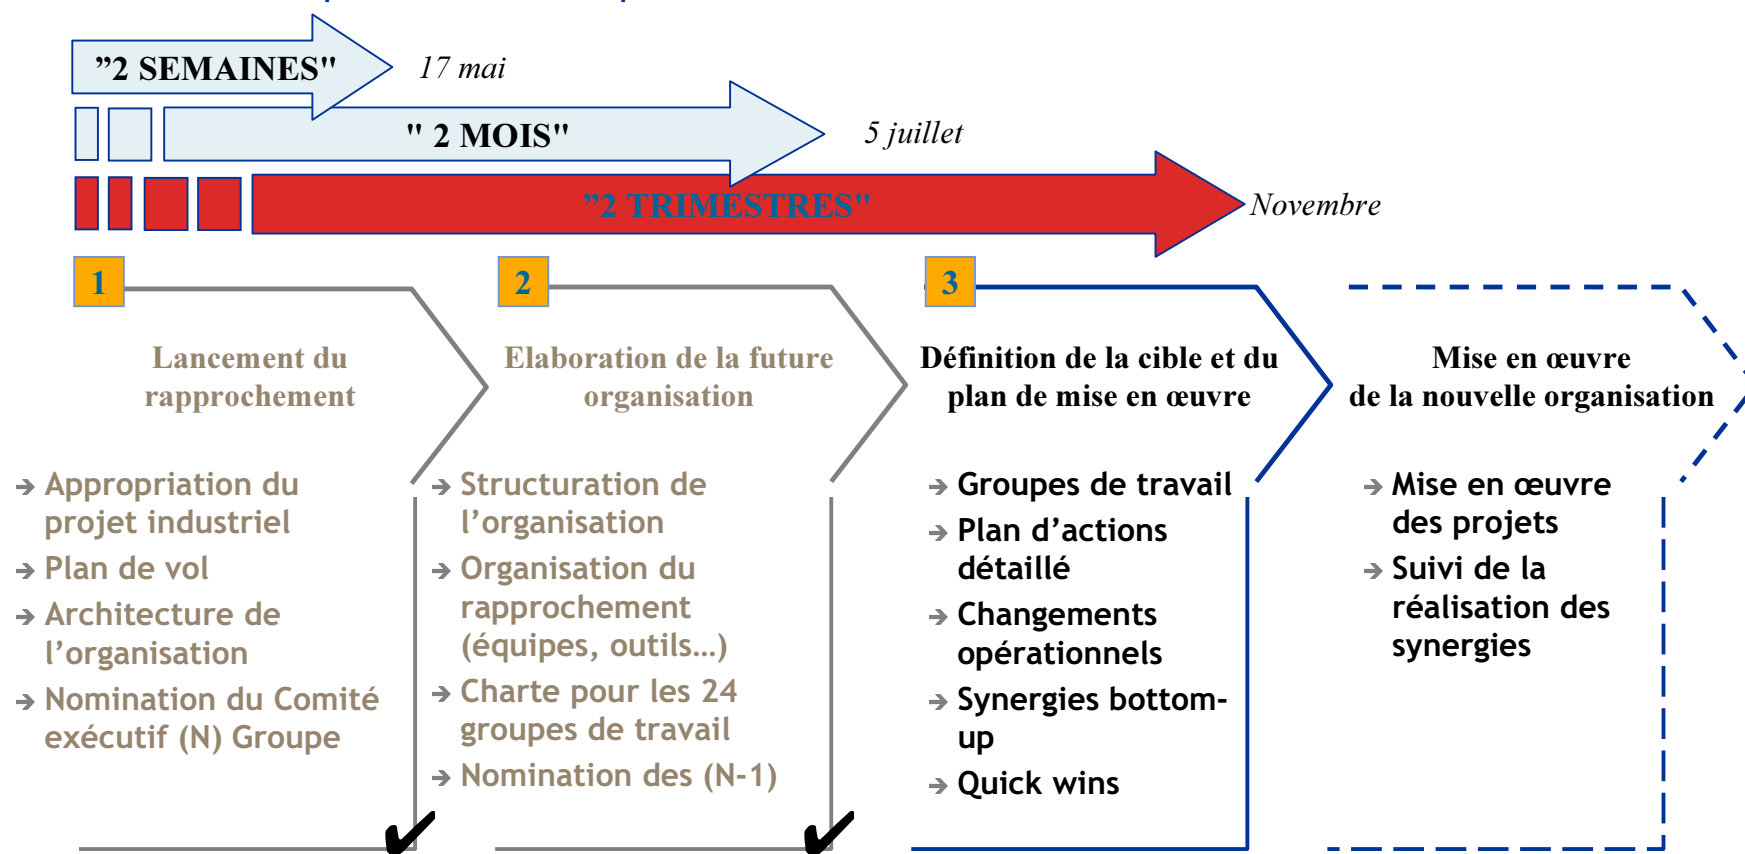 ”2 SEMAINES"
17 mai
" 2 MOIS"
5 juillet
”2 TRIMESTRES"
Novembre
1
Lancement du
rapprochement
➔ Appropriation du
projet industriel
➔ Plan de vol
➔ Architecture de
l’organisation
➔ Nomination du Comité
exécutif (N) Groupe
2
Elaboration de la future
organisation
➔ Structuration de
l’organisation
➔ Organisation du
rapprochement
(équipes, outils…)
➔ Charte pour les 24
groupes de travail
➔ Nomination des (N-1)
3
Définition de la cible et du
plan de mise en œuvre
➔ Groupes de travail
➔ Plan d’actions
détaillé
➔ Changements
opérationnels
➔ Synergies bottom-
up
➔ Quick wins
Mise en œuvre
de la nouvelle organisation
➔ Mise en œuvre
des projets
➔ Suivi de la
réalisation des
synergies